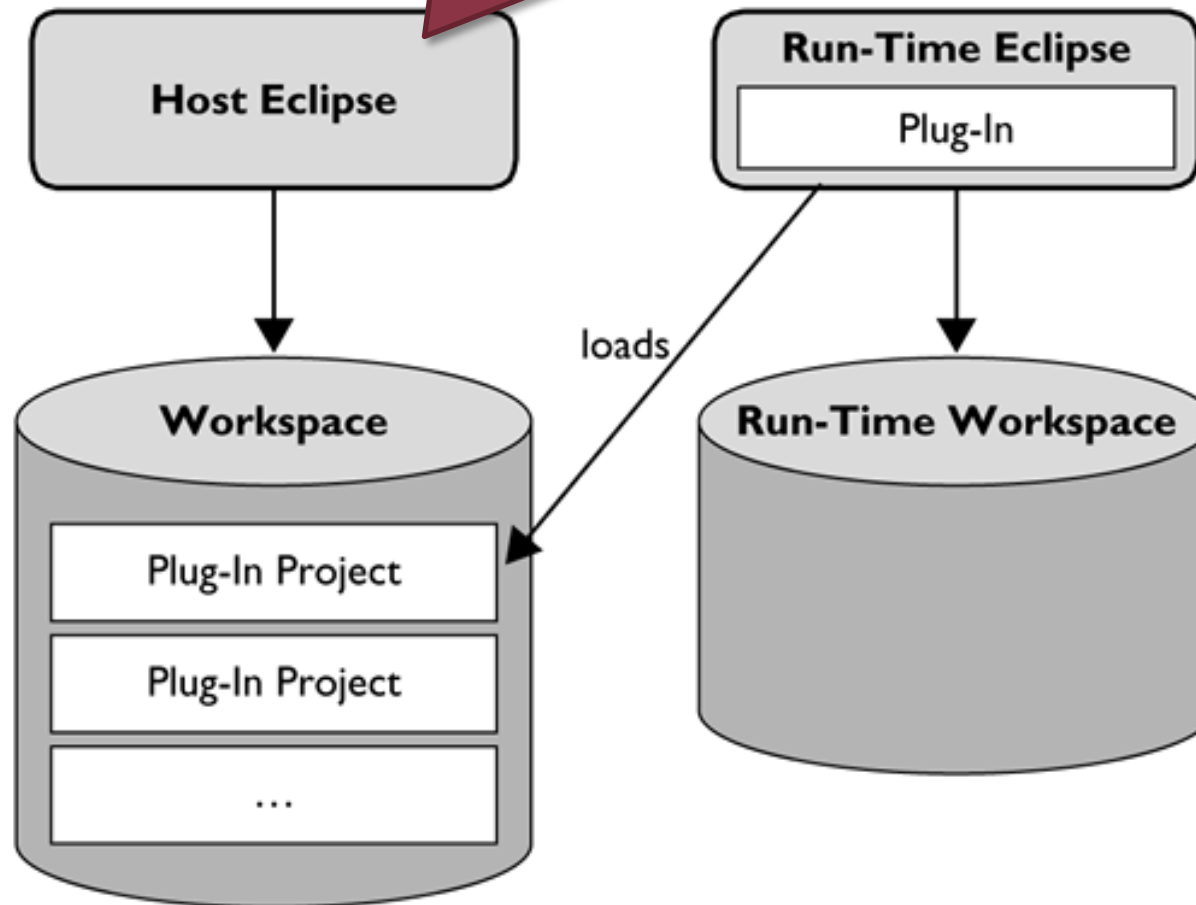 Host Eclipse
Run-Time Eclipse
Plug-In
loads
Workspace
Run-Time Workspace
Plug-In Project
Plug-In Project
...